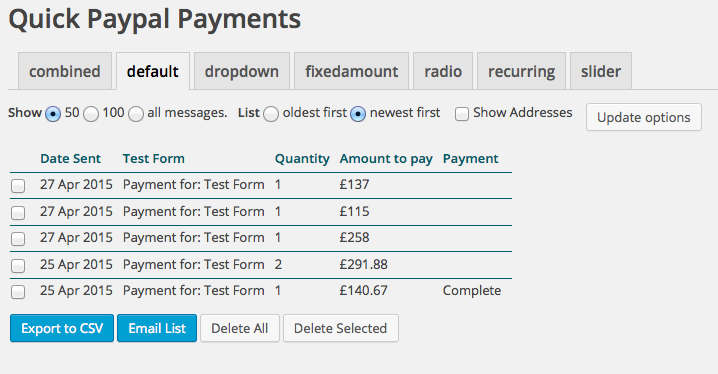 Quick Paypal Payments
combined default dropdown fixedamount radio recurring slider
Show 50 100 all messages. List oldest first newest first Show Addresses Update options
Date Sent Test Form Quantity Amount to pay Payment
27 Apr 2015 Payment for: Test Form 1 £137
27 Apr 2015 Payment for: Test Form 1 £115
27 Apr 2015 Payment for: Test Form 1 £258
25 Apr 2015 Payment for: Test Form 2 £291.88
25 Apr 2015 Payment for: Test Form 1 £140.67 Complete
Export to CSV Email List Delete All Delete Selected